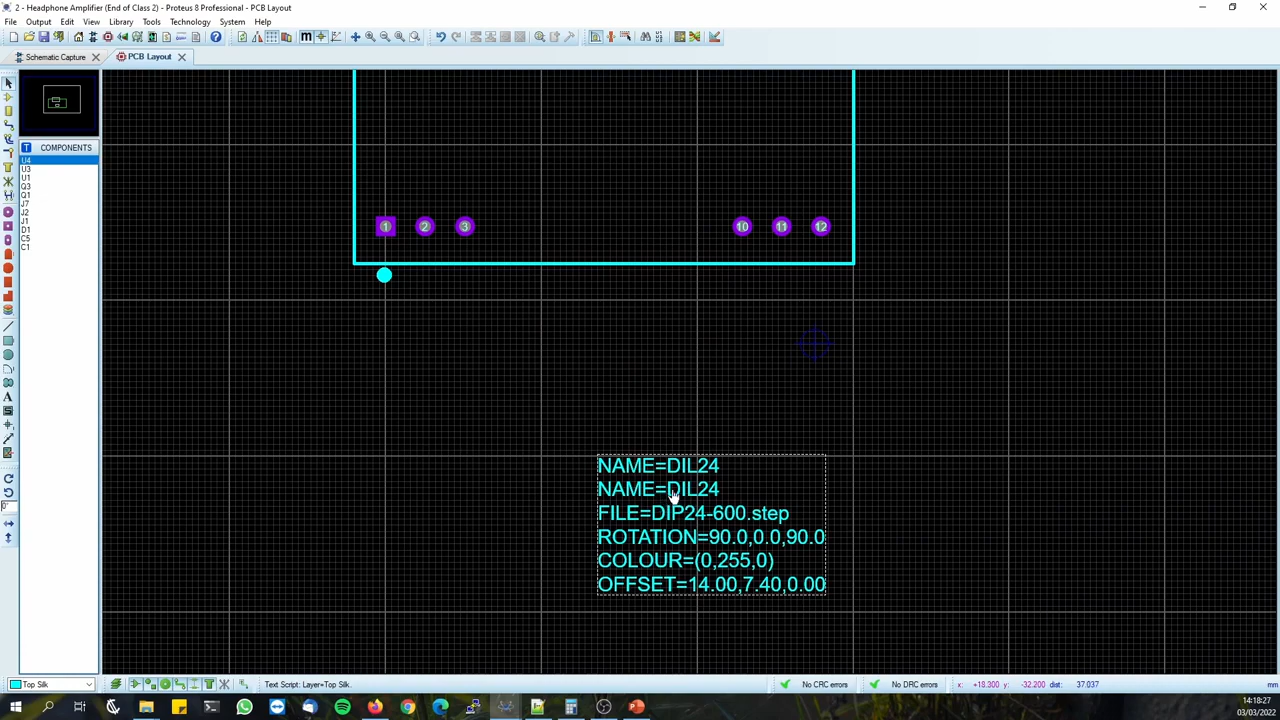 2 - Headphone Amplifier (End of Class 2) - Proteus 8 Professional - PCB Layout
File Output Edit View Library Tools Technology System Help
Schematic Capture PCB Layout
T COMPONENTS
U4
U3
U1
Q3
Q1
J7
J2
J1
D1
C5
C1
1 2 3 10 11 12
NAME=DIL24
NAME=DIL24
FILE=DIP24-600.step
ROTATION=90.0,0.0,90.0
COLOUR=(0,255,0)
OFFSET=14.00,7.40,0.00
0°
Top Silk Text Script: Layer=Top Silk. No CRC errors No DRC errors x: +18.300 y: -32.200 dist: 37.037 mm
14:18:27
03/03/2022